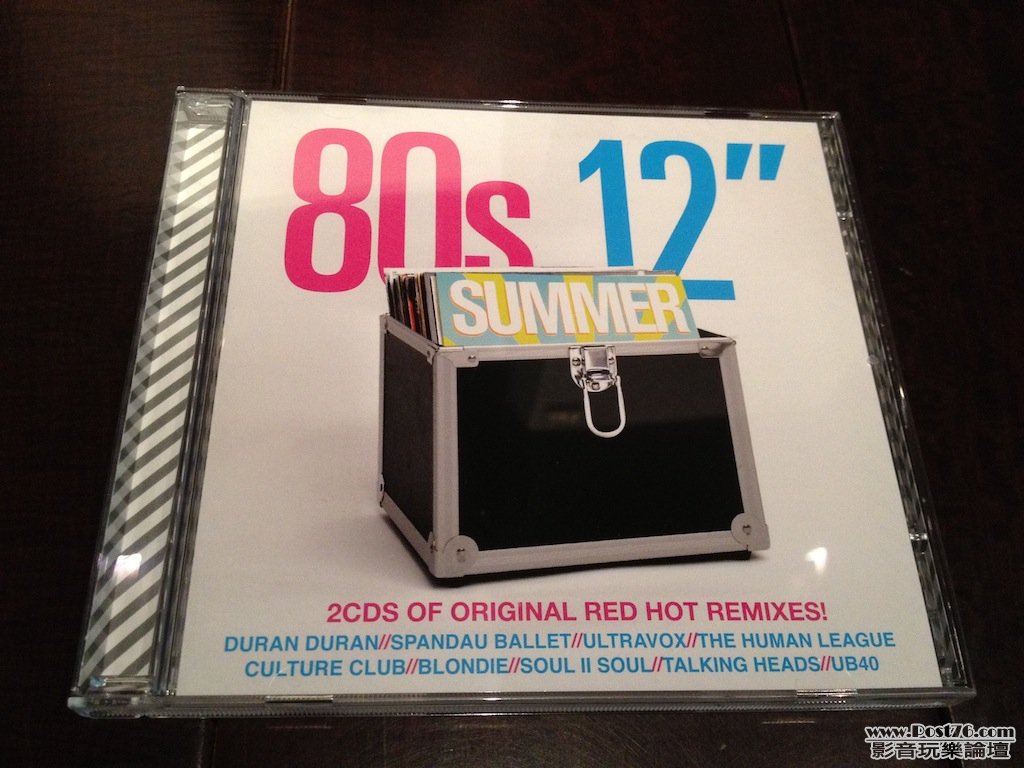 80s 12"
SUMMER
2CDS OF ORIGINAL RED HOT REMIXES!
DURAN DURAN//SPANDAU BALLET//ULTRAVOX//THE HUMAN LEAGUE
CULTURE CLUB//BLONDIE//SOUL II SOUL//TALKING HEADS//UB40
www.Post76.com
影音玩樂論壇